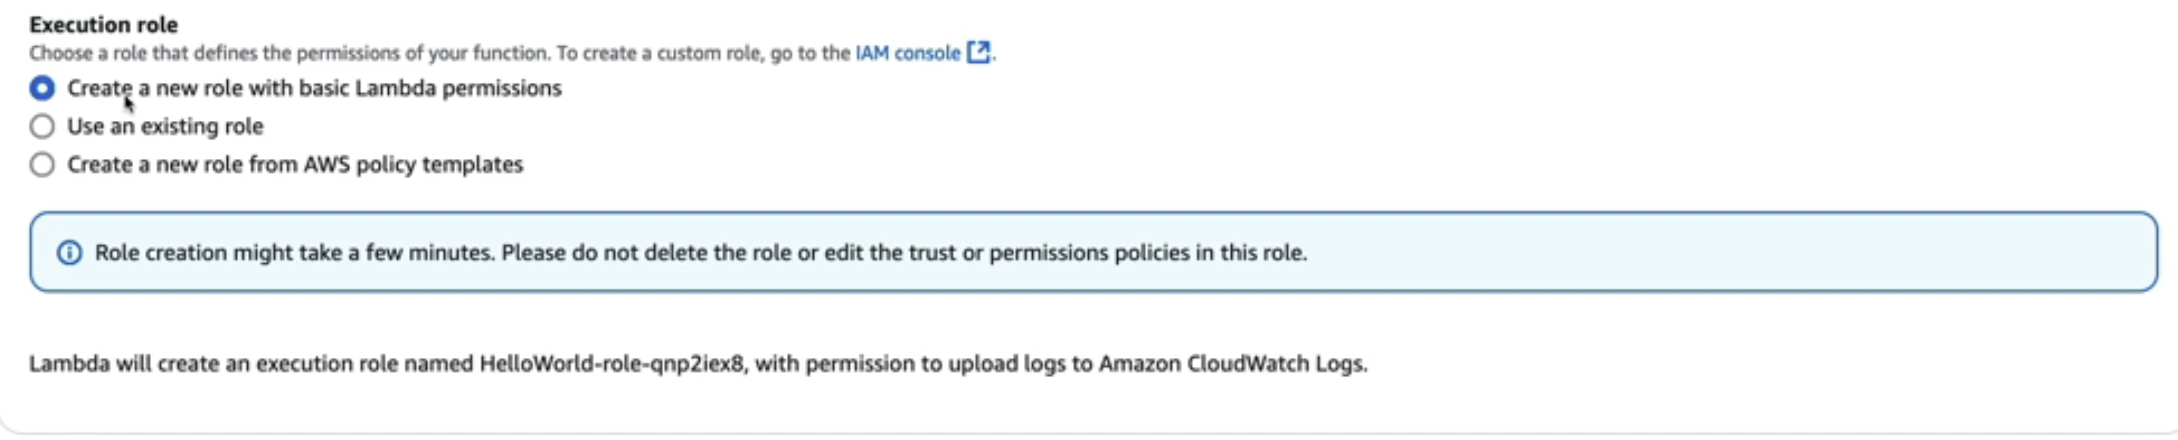 Execution role
Choose a role that defines the permissions of your function. To create a custom role, go to the IAM console.
Create a new role with basic Lambda permissions
Use an existing role
Create a new role from AWS policy templates
Role creation might take a few minutes. Please do not delete the role or edit the trust or permissions policies in this role.
Lambda will create an execution role named HelloWorld-role-qnp2iex8, with permission to upload logs to Amazon CloudWatch Logs.